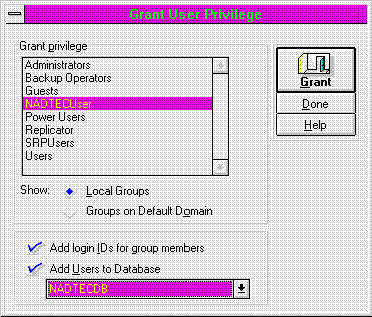 Grant User Privilege
Grant privilege
Administrators
Backup Operators
Guests
NADTECUser
Power Users
Replicator
SRPUsers
Users
Show: Local Groups
Groups on Default Domain
Grant
Done
Help
Add login IDs for group members
Add Users to Database
NADTECDB